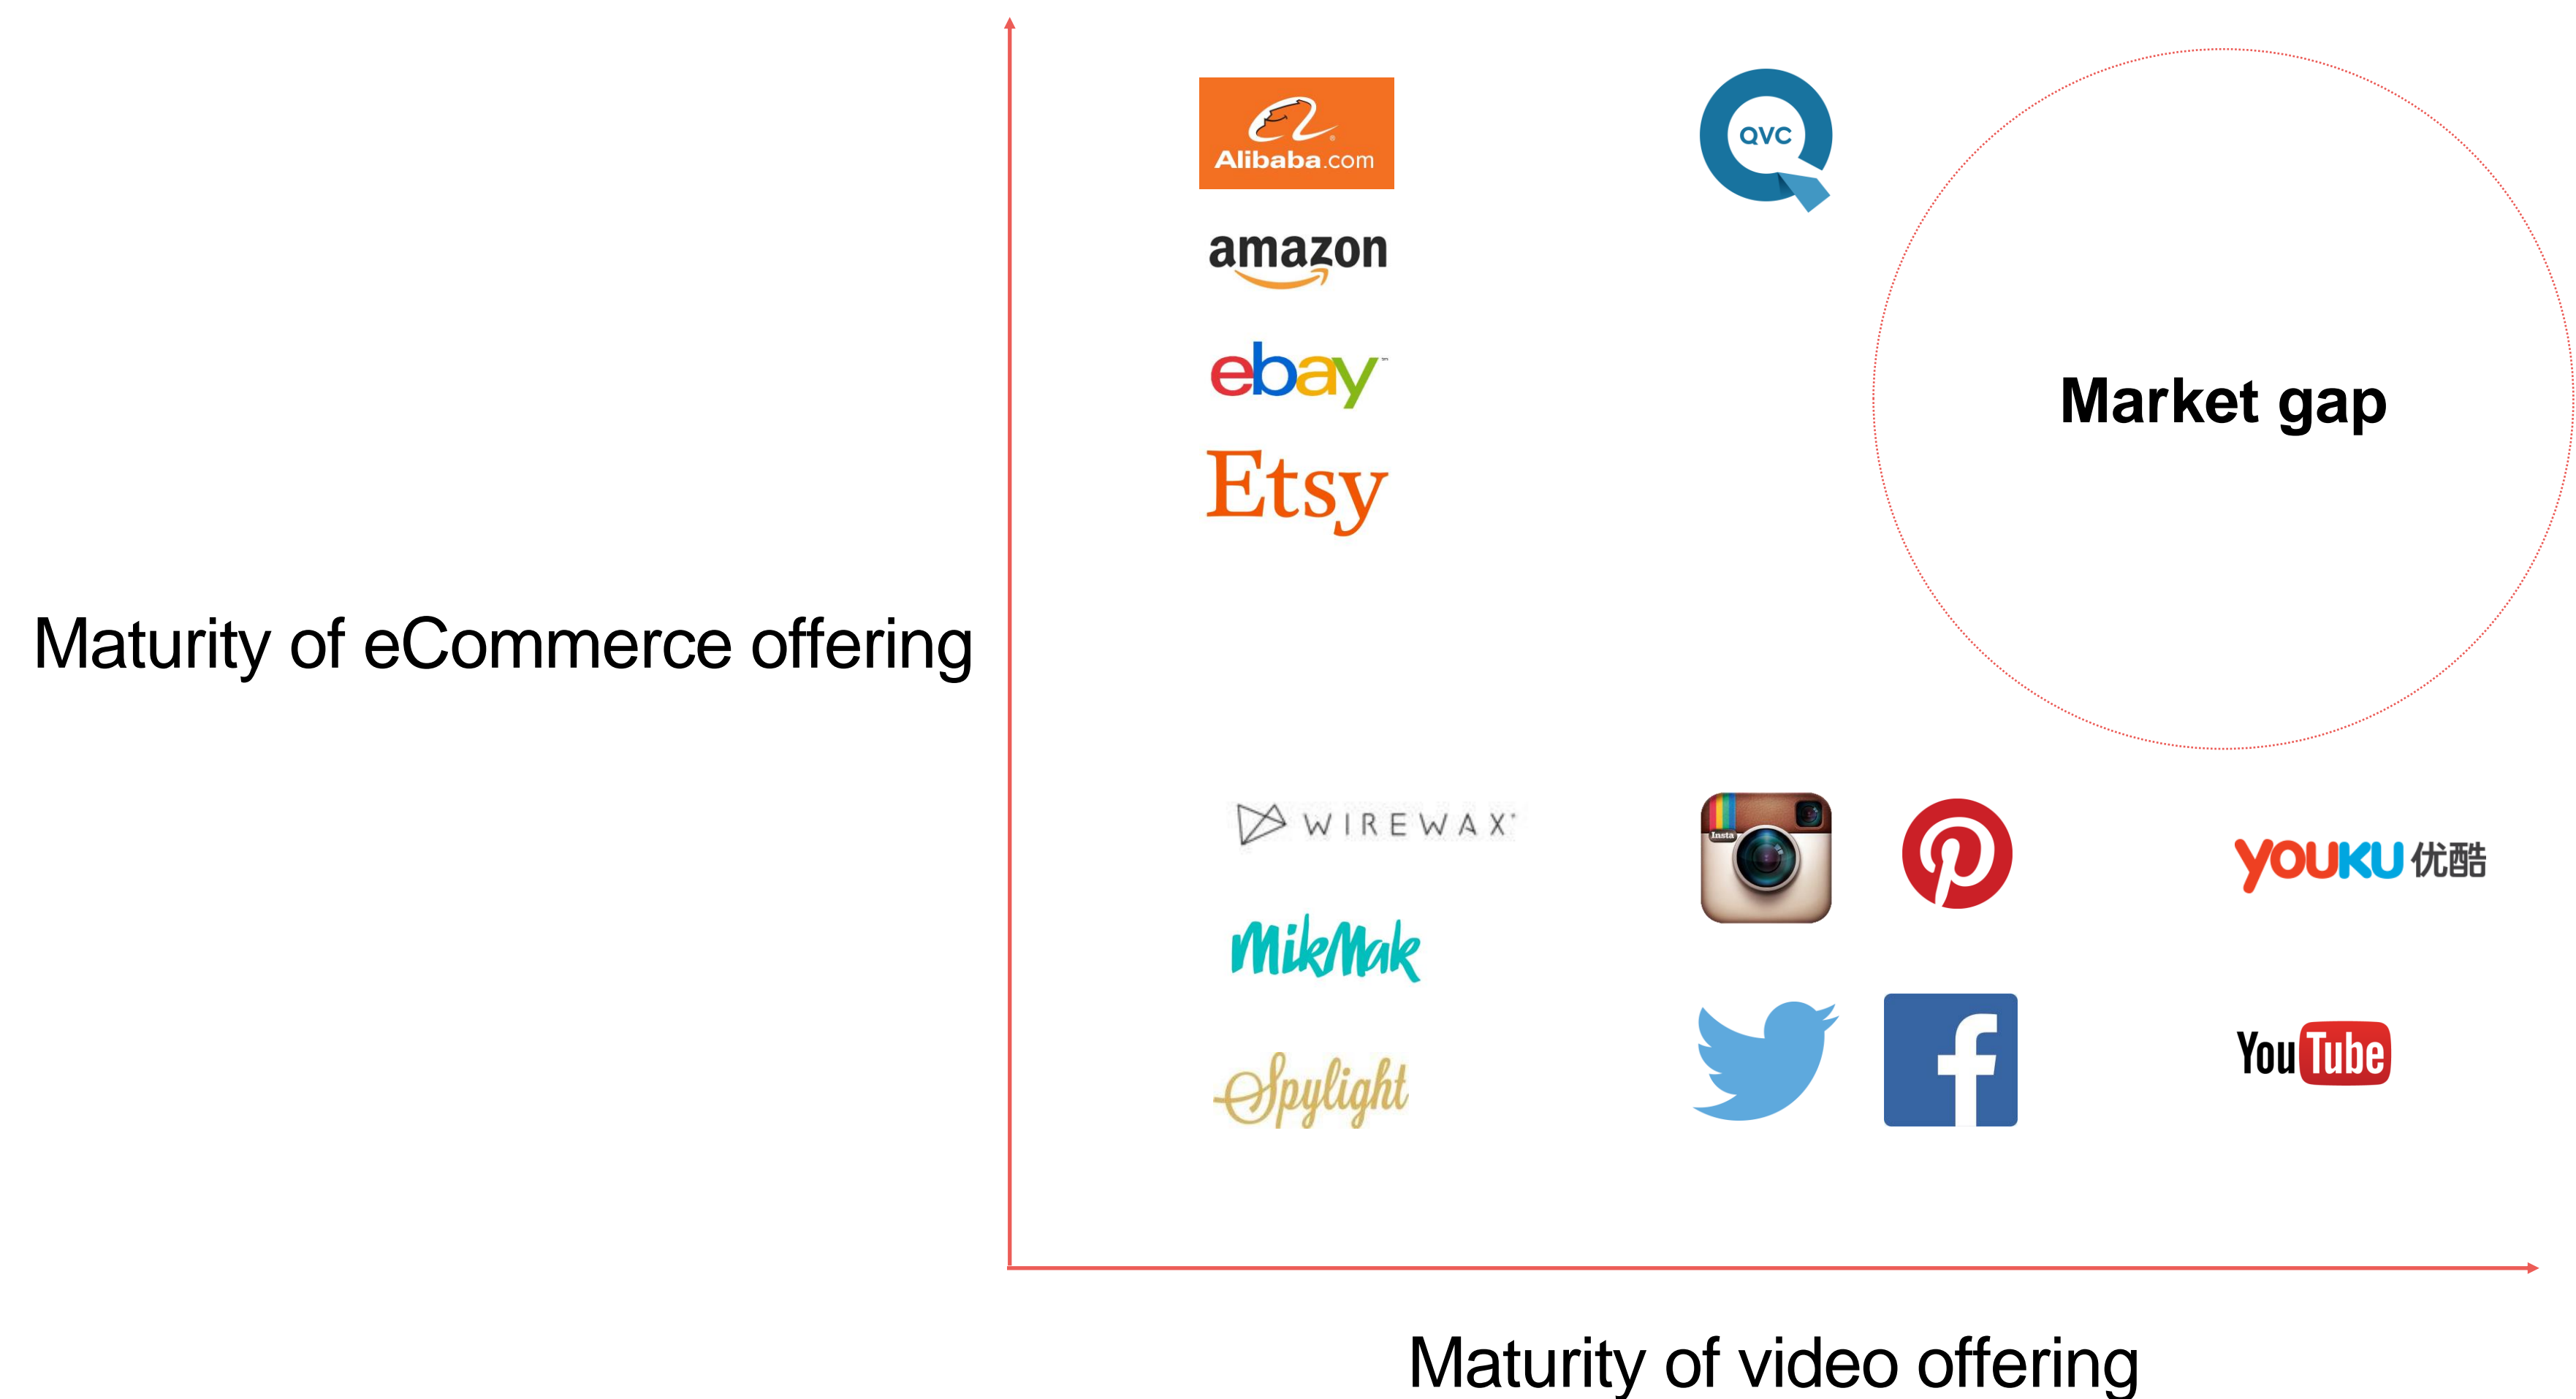 Alibaba.com
QVC
amazon
ebay™
Market gap
Etsy
Maturity of eCommerce offering
WIREWAX
Insta
YOUKU 优酷
MikMak
YouTube
Spylight
Maturity of video offering